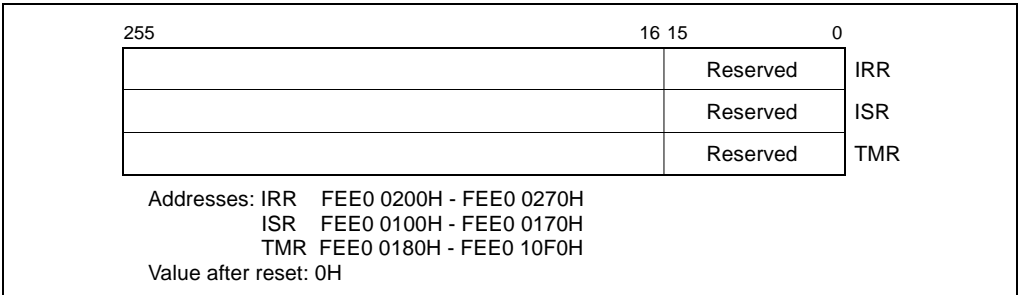 255 16 15 0
Reserved IRR
Reserved ISR
Reserved TMR
Addresses: IRR FEE0 0200H - FEE0 0270H
ISR FEE0 0100H - FEE0 0170H
TMR FEE0 0180H - FEE0 10F0H
Value after reset: 0H